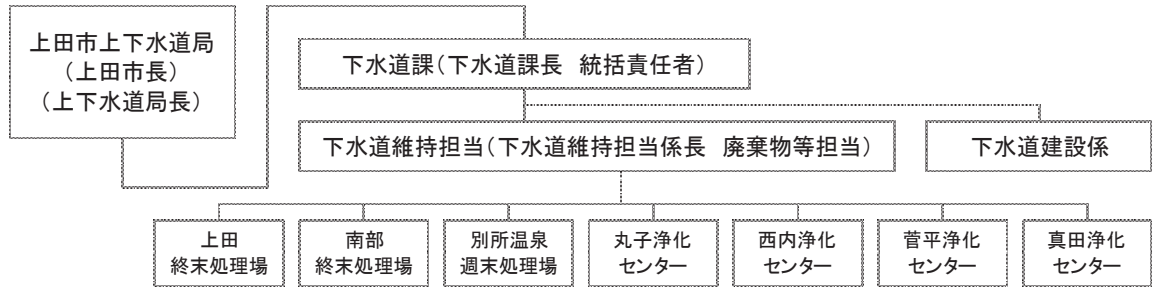 上田市上下水道局
（上田市長）
（上下水道局長）
下水道課（下水道課長　統括責任者）
下水道維持担当（下水道維持担当係長　廃棄物等担当）
下水道建設係
上田
終末処理場
南部
終末処理場
別所温泉
週末処理場
丸子浄化
センター
西内浄化
センター
菅平浄化
センター
真田浄化
センター